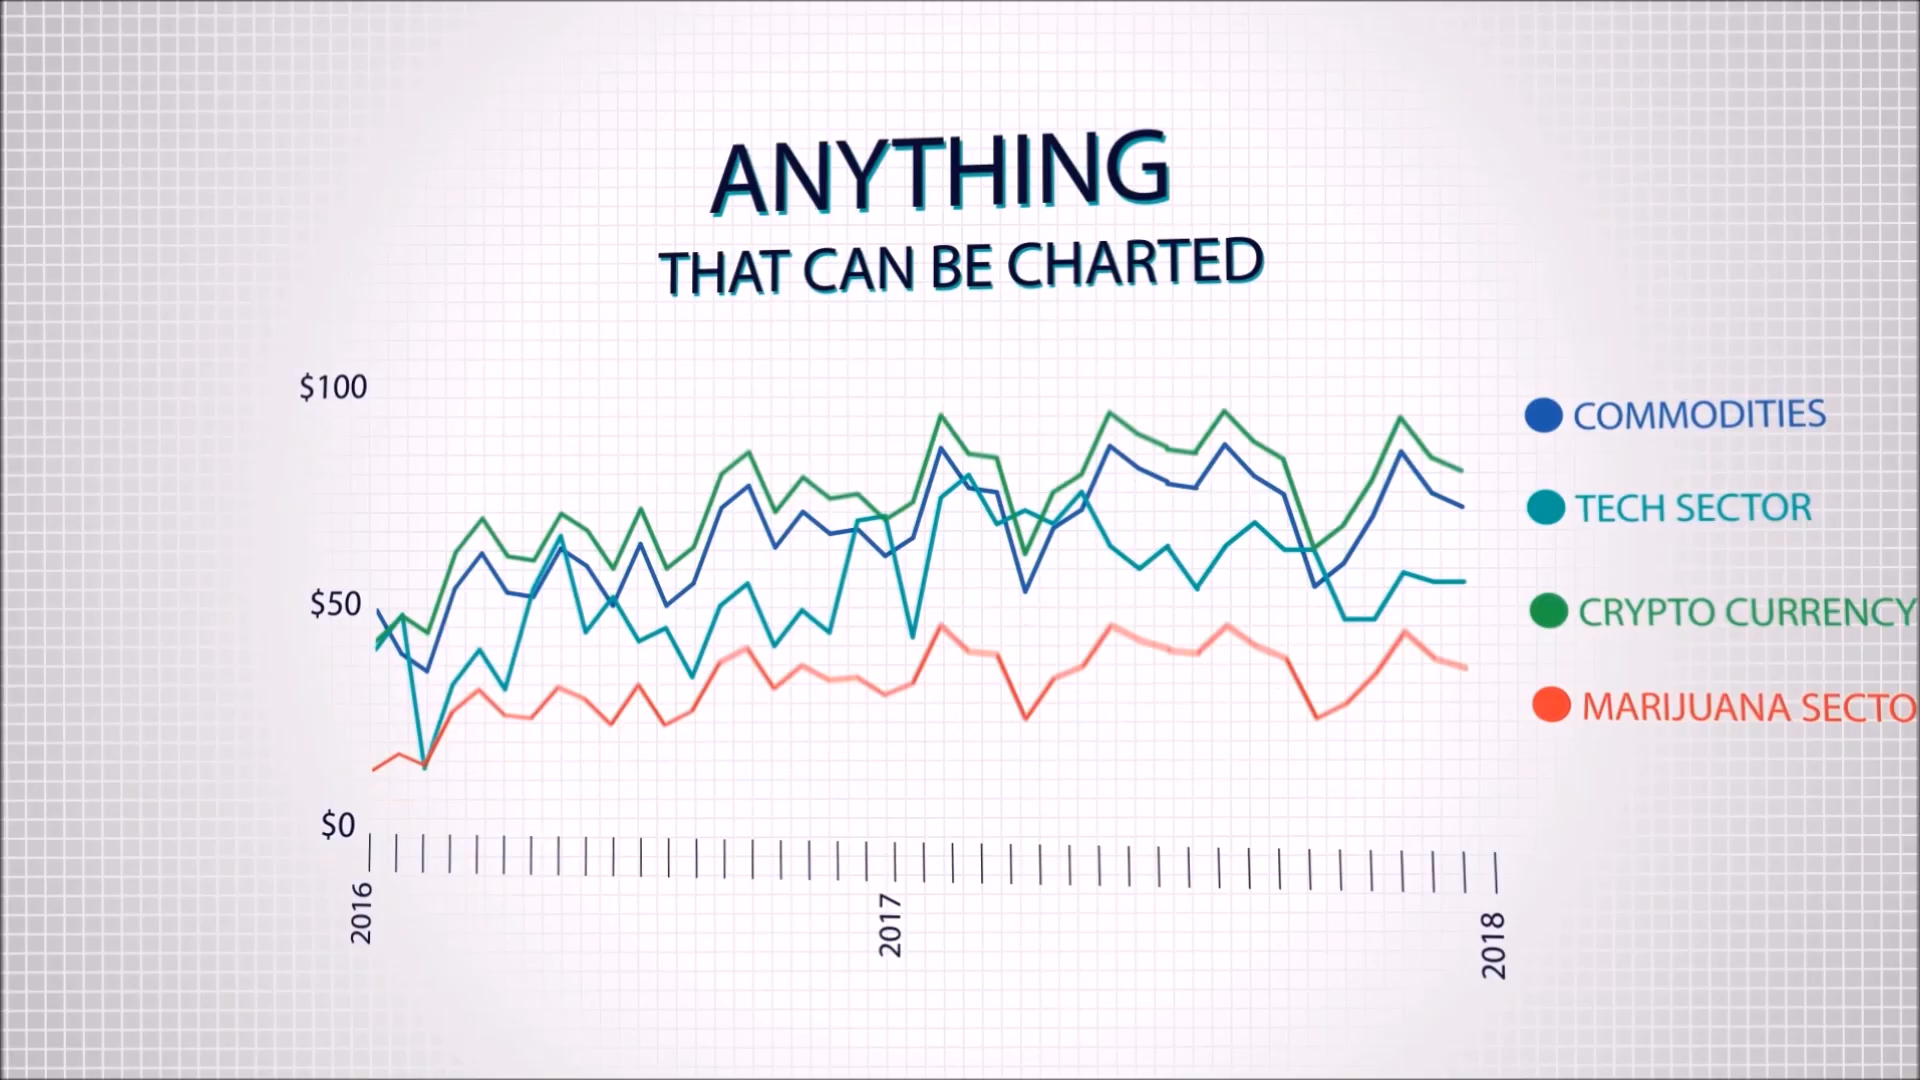 ANYTHING
THAT CAN BE CHARTED
$100
$50
$0
2016
2017
2018
COMMODITIES
TECH SECTOR
CRYPTO CURRENCY
MARIJUANA SECTO